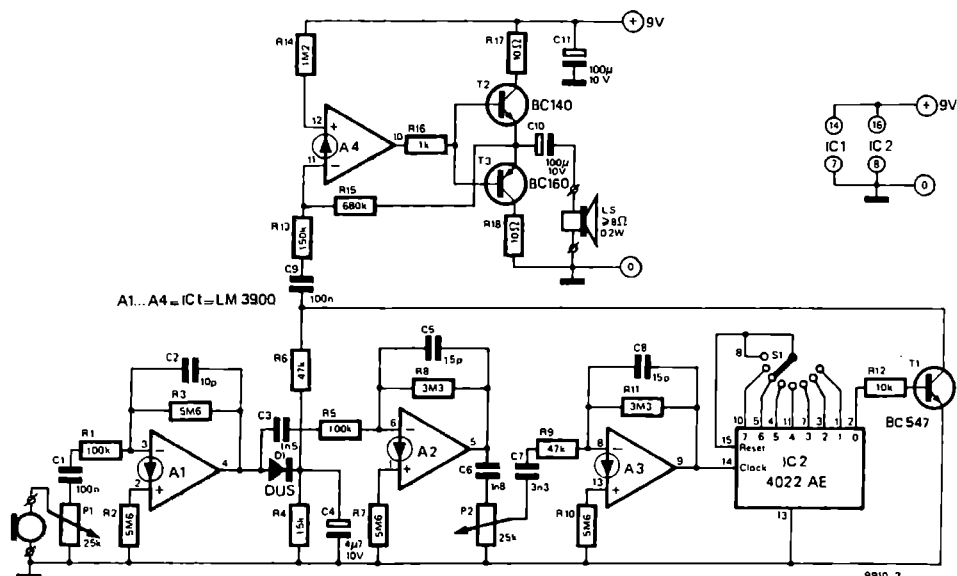 9V
R14
1M2
R17
10Ω
C11
100µ
10V
T2
BC140
12
+
A4
10
R16
1k
11
−
T3
C10
100µ
10V
BC160
R15
680k
R18
10Ω
LS
≥8Ω
0.2W
0
R13
150k
C9
100n
+
9V
14
16
IC1
IC2
7
8
0
A1...A4 = IC1 = LM 3900
C2
10p
R3
5M6
R1
100k
C1
100n
P1
25k
R2
5M6
3
−
2
+
A1
4
R6
47k
C3
1n5
D1
DUS
R5
100k
R4
15k
C4
4µ7
10V
C5
15p
R8
3M3
6
−
1
+
A2
5
R7
5M6
C6
1n8
P2
25k
C7
3n3
R9
47k
C8
15p
R11
3M3
8
−
13
+
A3
9
R10
5M6
8
S1
10 5 4 11 7 3 1 2
7 6 5 4 3 2 1 0
15
Reset
14
Clock
IC2
4022 AE
13
R12
10k
T1
BC547